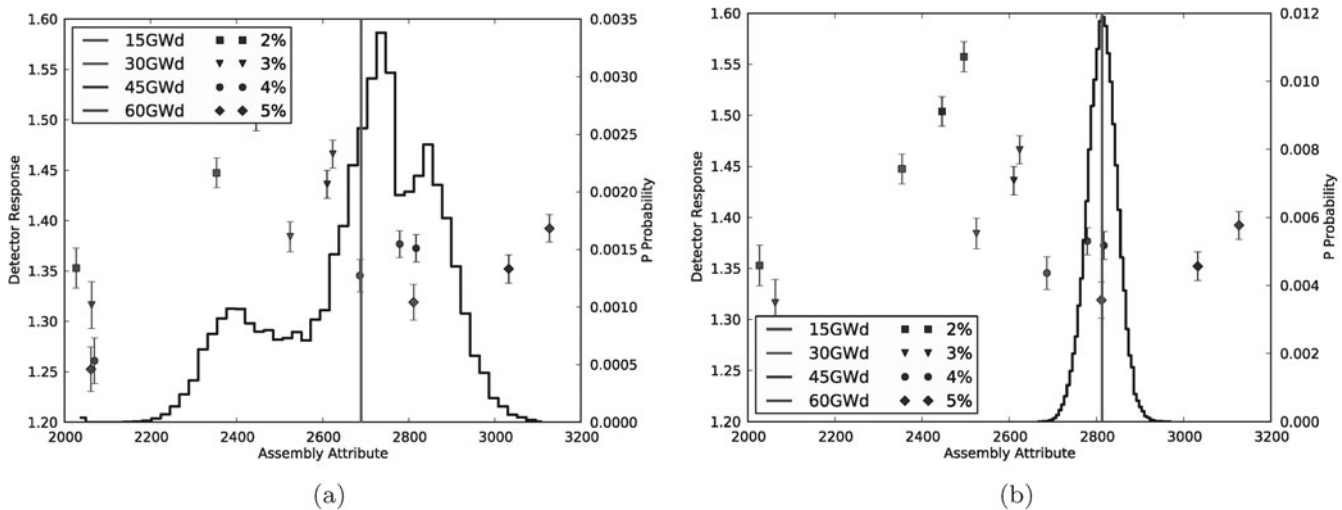 1.60
1.55
1.50
1.45
1.40
1.35
1.30
1.25
1.20
Detector Response
15GWd 2%
30GWd 3%
45GWd 4%
60GWd 5%
0.0035
0.0030
0.0025
0.0020
0.0015
0.0010
0.0005
0.0000
P Probability
2000 2200 2400 2600 2800 3000 3200
Assembly Attribute
(a)
1.60
1.55
1.50
1.45
1.40
1.35
1.30
1.25
1.20
Detector Response
15GWd 2%
30GWd 3%
45GWd 4%
60GWd 5%
0.012
0.010
0.008
0.006
0.004
0.002
0.000
P Probability
2000 2200 2400 2600 2800 3000 3200
Assembly Attribute
(b)